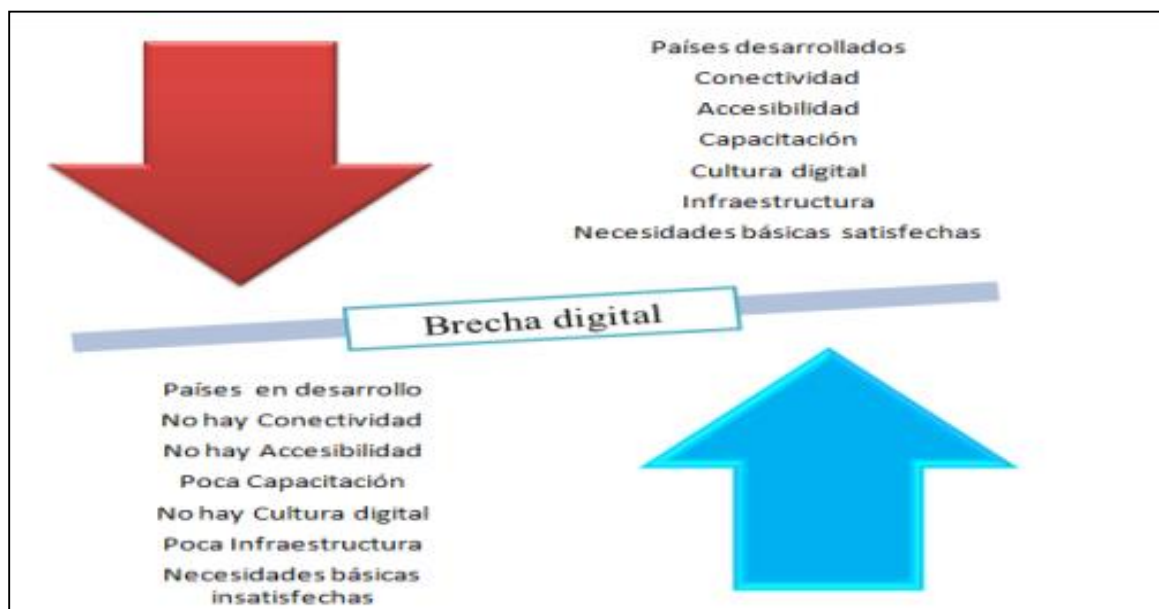 Países desarrollados
Conectividad
Accesibilidad
Capacitación
Cultura digital
Infraestructura
Necesidades básicas satisfechas
Brecha digital
Países en desarrollo
No hay Conectividad
No hay Accesibilidad
Poca Capacitación
No hay Cultura digital
Poca Infraestructura
Necesidades básicas
insatisfechas